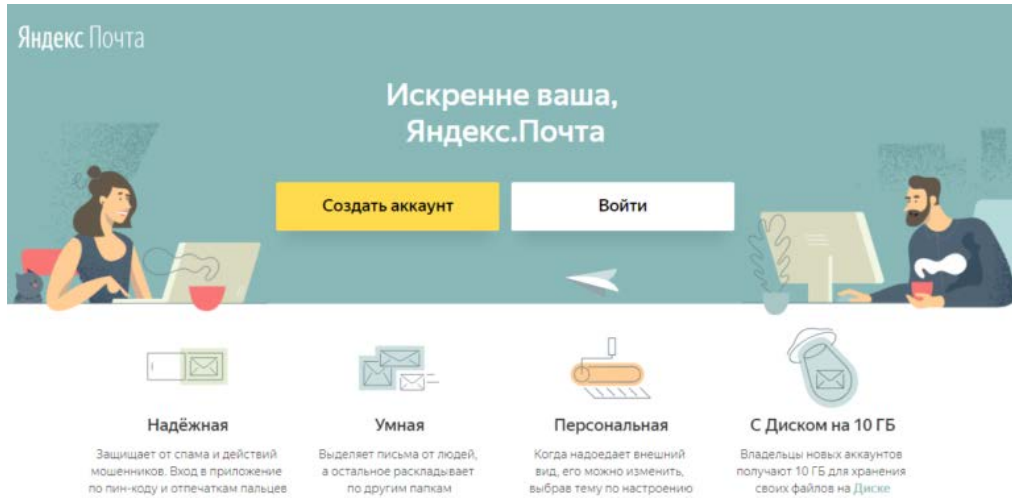 Яндекс Почта
Искренне ваша,
Яндекс.Почта
Создать аккаунт
Войти
Надёжная
Защищает от спама и действий
мошенников. Вход в приложение
по пин-коду и отпечаткам пальцев
Умная
Выделяет письма от людей,
а остальное раскладывает
по другим папкам
Персональная
Когда надоедает внешний
вид, его можно изменить,
выбрав тему по настроению
С Диском на 10 ГБ
Владельцы новых аккаунтов
получают 10 ГБ для хранения
своих файлов на Диске